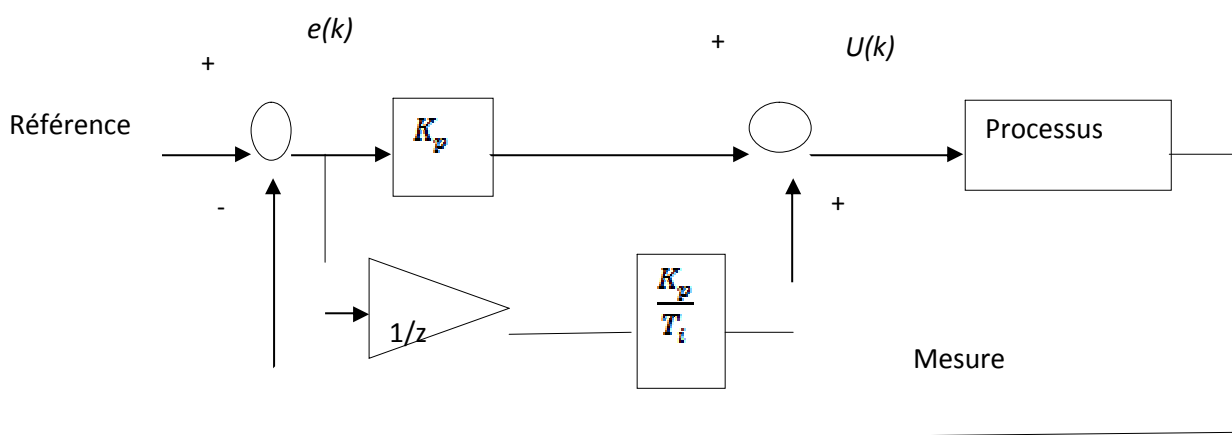 e(k)
+
U(k)
+
Référence
K_p
Processus
-
+
1/z
K_p
T_i
Mesure